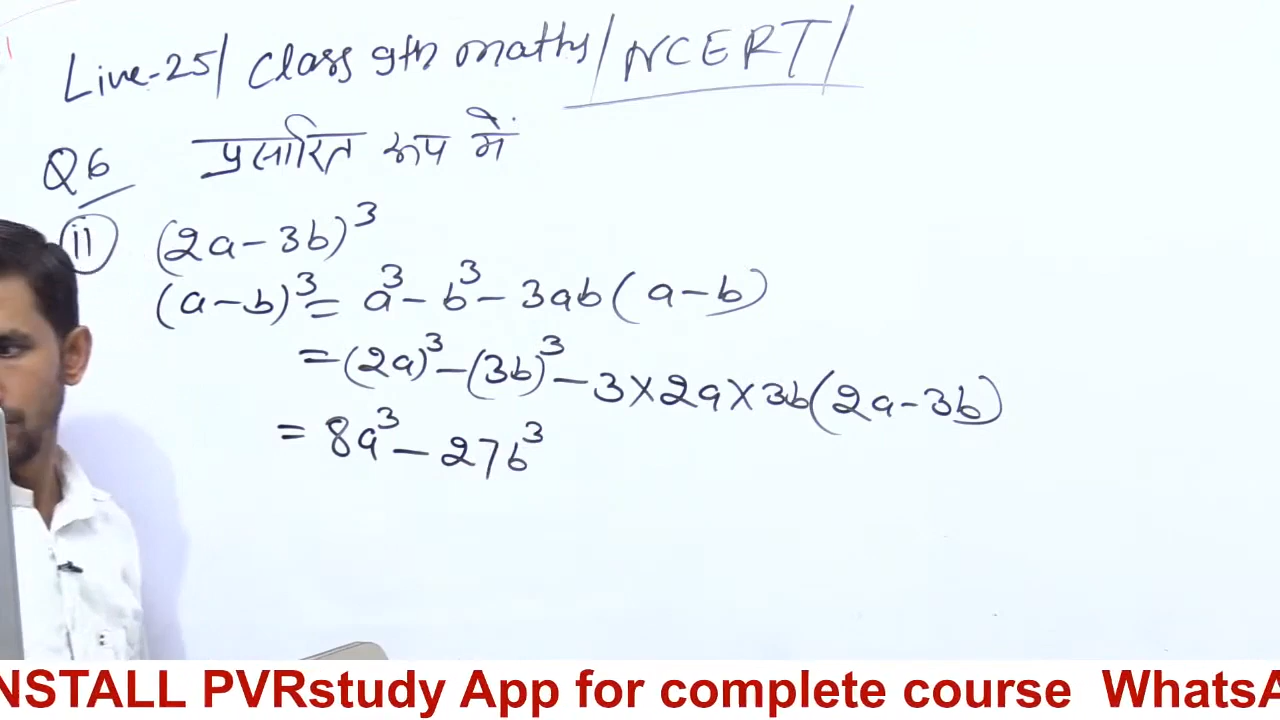 Live-25/ Class 9th maths/NCERT/
Q6 प्रसारित रूप में
ii (2a-3b)³
(a-b)³ = a³-b³-3ab(a-b)
=(2a)³-(3b)³-3×2a×3b(2a-3b)
= 8a³-27b³
NSTALL PVRstudy App for complete course WhatsA